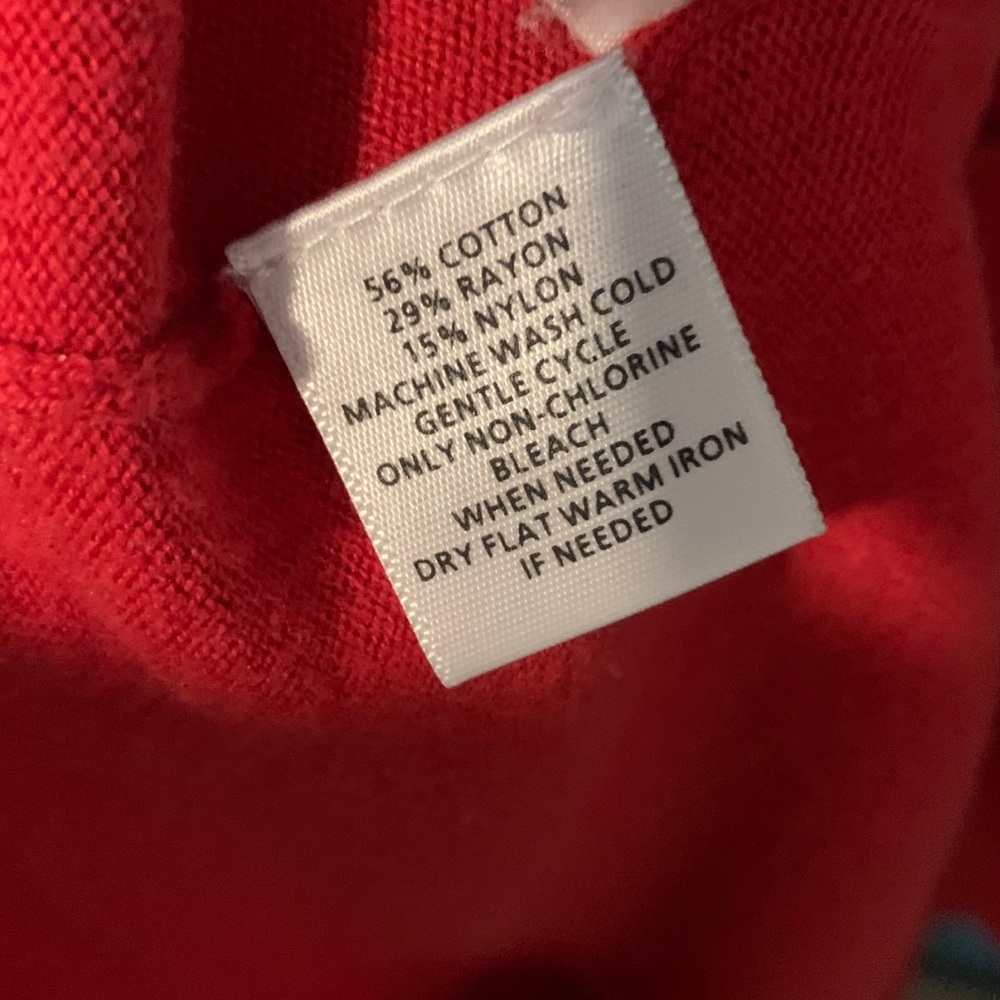 56% COTTON
29% RAYON
15% NYLON
MACHINE WASH COLD
GENTLE CYCLE
ONLY NON-CHLORINE
BLEACH
WHEN NEEDED
DRY FLAT WARM IRON
IF NEEDED